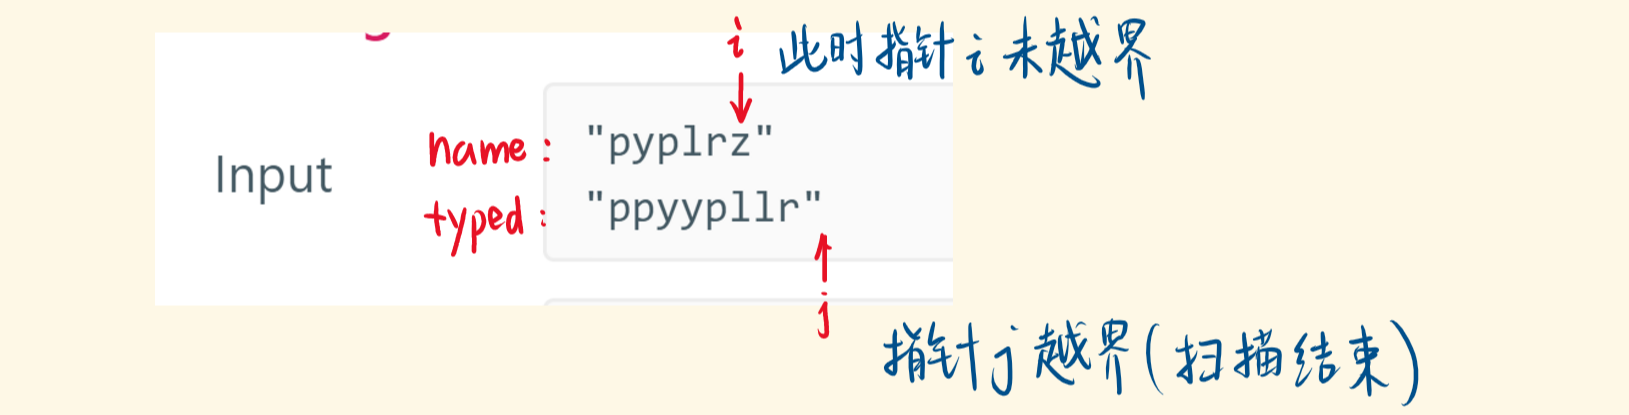 i 此时指针i未越界
Input
name: "pyplrz"
typed: "ppyypllr"
j
指针j越界(扫描结束)